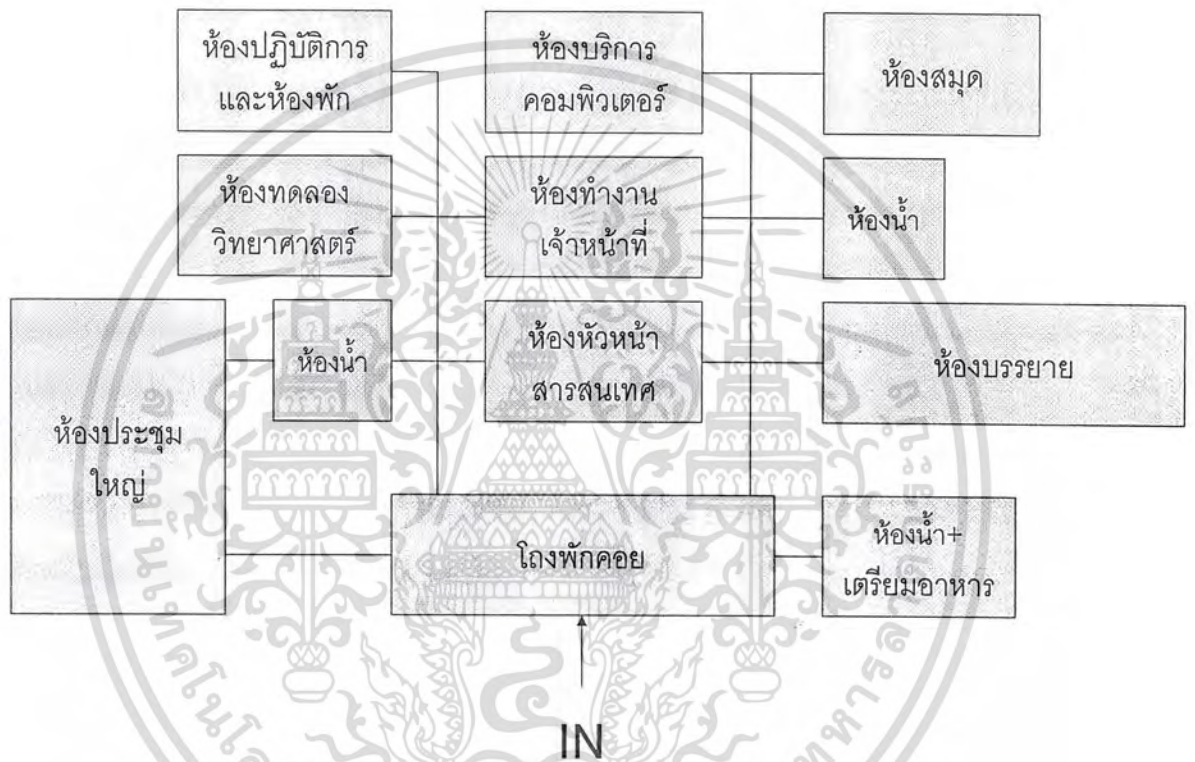 ห้องปฏิบัติการ
และห้องพัก
ห้องบริการ
คอมพิวเตอร์
ห้องสมุด
ห้องทดลอง
วิทยาศาสตร์
ห้องทำงาน
เจ้าหน้าที่
ห้องน้ำ
ห้องประชุม
ใหญ่
ห้องน้ำ
ห้องหัวหน้า
สารสนเทศ
ห้องบรรยาย
โถงพักคอย
ห้องน้ำ+
เตรียมอาหาร
IN